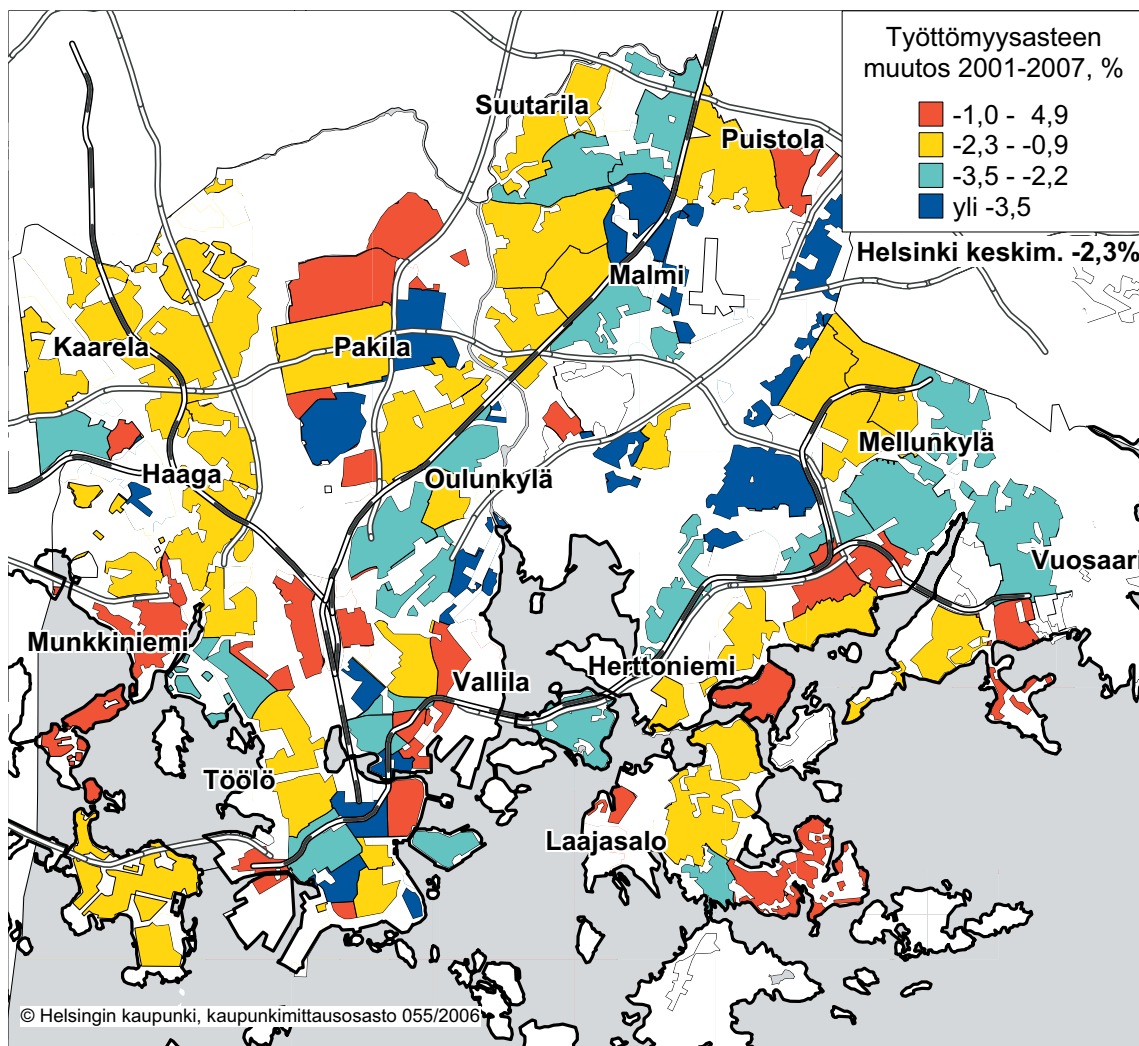 Työttömyysasteen
muutos 2001-2007, %
-1,0 - 4,9
-2,3 - -0,9
-3,5 - -2,2
yli -3,5
Helsinki keskim. -2,3%
Suutarila
Puistola
Malmi
Kaarela
Pakila
Mellunkylä
Haaga
Oulunkylä
Vuosaari
Munkkiniemi
Herttoniemi
Vallila
Töölö
Laajasalo
© Helsingin kaupunki, kaupunkimittausosasto 055/2006